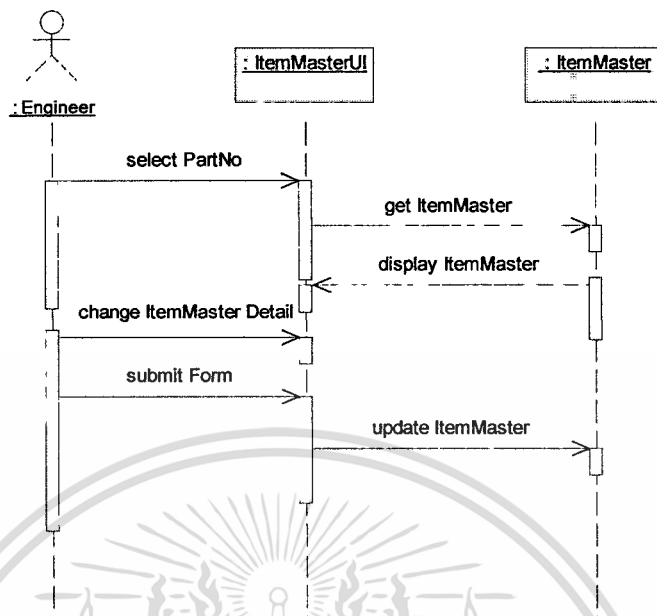 : ItemMasterUI
: ItemMaster
: Engineer
select PartNo
get ItemMaster
display ItemMaster
change ItemMaster Detail
submit Form
update ItemMaster